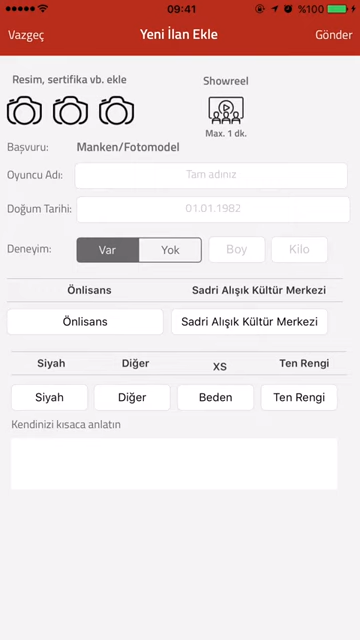 09:41
%100
Vazgeç Yeni İlan Ekle Gönder
Resim, sertifika vb. ekle Showreel
Max. 1 dk.
Başvuru: Manken/Fotomodel
Oyuncu Adı: Tam adınız
Doğum Tarihi: 01.01.1982
Deneyim: Var Yok Boy Kilo
Önlisans Sadri Alışık Kültür Merkezi
Önlisans Sadri Alışık Kültür Merkezi
Siyah Diğer XS Ten Rengi
Siyah Diğer Beden Ten Rengi
Kendinizi kısaca anlatın